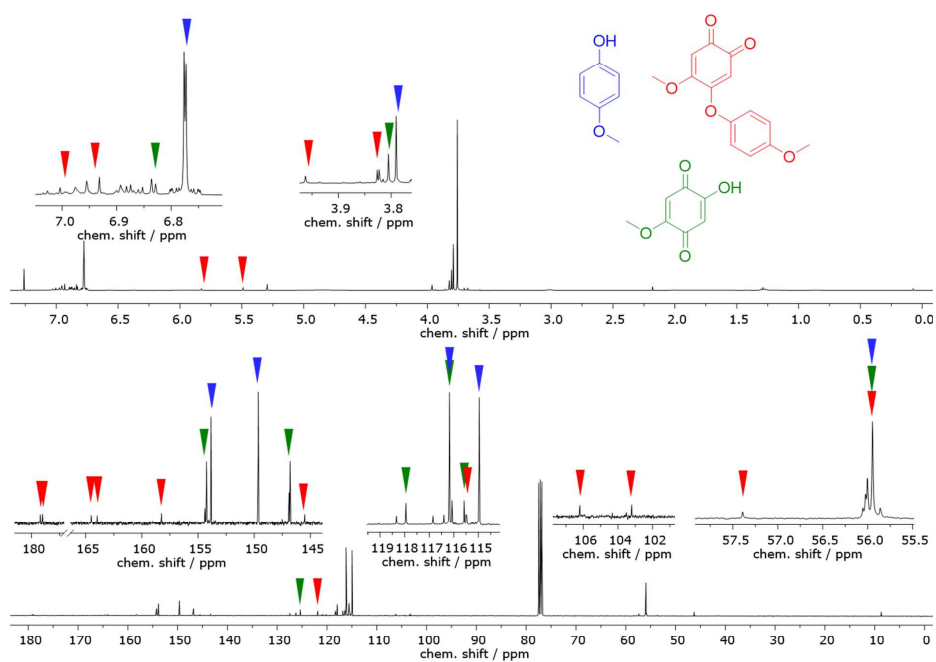 OH
O
O
O
O
O
O
O
OH
O
O
7.0 6.9 6.8
chem. shift / ppm
3.9 3.8
chem. shift / ppm
7.0 6.5 6.0 5.5 5.0 4.5 4.0 3.5 3.0 2.5 2.0 1.5 1.0 0.5 0.0
chem. shift / ppm
180 165 160 155 150 145
chem. shift / ppm
119 118 117 116 115
chem. shift / ppm
106 104 102
chem. shift / ppm
57.5 57.0 56.5 56.0 55.5
chem. shift / ppm
180 170 160 150 140 130 120 110 100 90 80 70 60 50 40 30 20 10 0
chem. shift / ppm